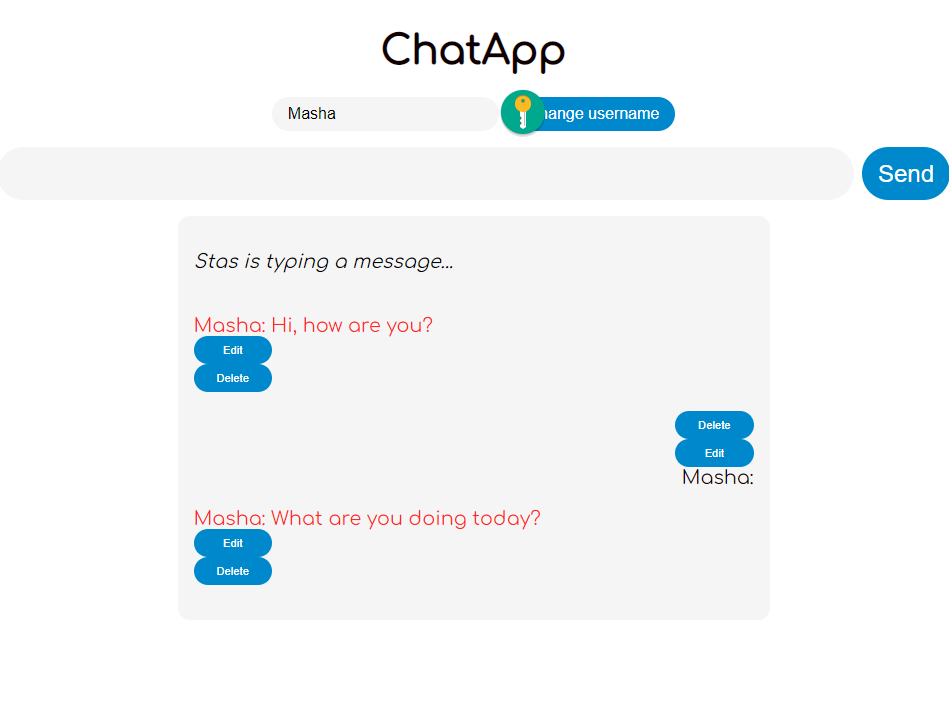 ChatApp
Masha
hange username
Send
Stas is typing a message...
Masha: Hi, how are you?
Edit
Delete
Delete
Edit
Masha:
Masha: What are you doing today?
Edit
Delete